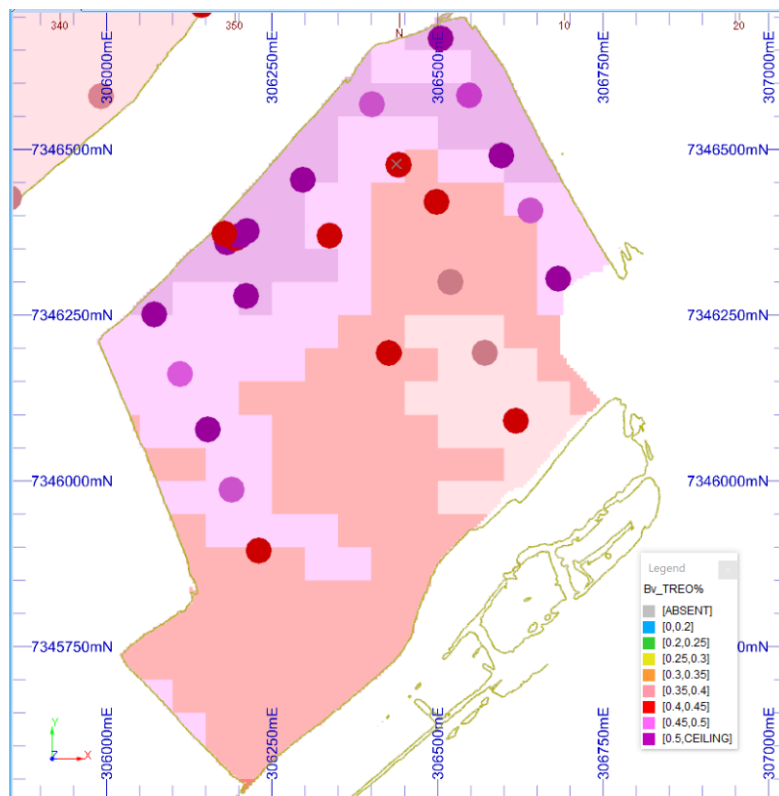 340
350
N
10
20
306000mE
306250mE
306500mE
306750mE
307000mE
7346500mN
7346500mN
7346250mN
7346250mN
7346000mN
7346000mN
Legend
Bv_TREO%
[ABSENT]
[0,0.2]
[0.2,0.25]
[0.25,0.3]
[0.3,0.35]
[0.35,0.4]
[0.4,0.45]
[0.45,0.5]
[0.5,CEILING]
7345750mN
0mN
Y
Z
X
306000mE
306250mE
306500mE
306750mE
307000mE